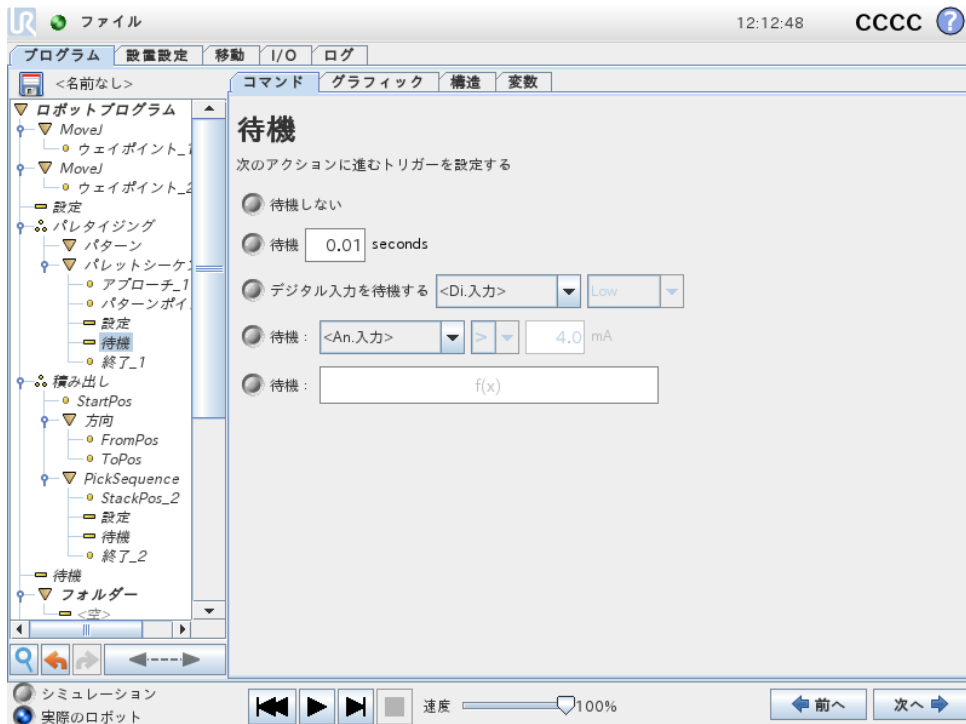 UR ファイル 12:12:48 CCCC ?
プログラム 設置設定 移動 I/O ログ
<名前なし>
コマンド グラフィック 構造 変数
ロボットプログラム
MoveJ
ウェイポイント_1
MoveJ
ウェイポイント_2
設定
パレタイジング
パターン
パレットシーケン
アプローチ_1
パターンポイ
設定
待機
終了_1
積み出し
StartPos
方向
FromPos
ToPos
PickSequence
StackPos_2
設定
待機
終了_2
待機
フォルダー
<空>
待機
次のアクションに進むトリガーを設定する
待機しない
待機 0.01 seconds
デジタル入力を待機する <Di.入力> Low
待機： <An.入力> > 4.0 mA
待機： f(x)
シミュレーション
実際のロボット
速度 100%
前へ 次へ